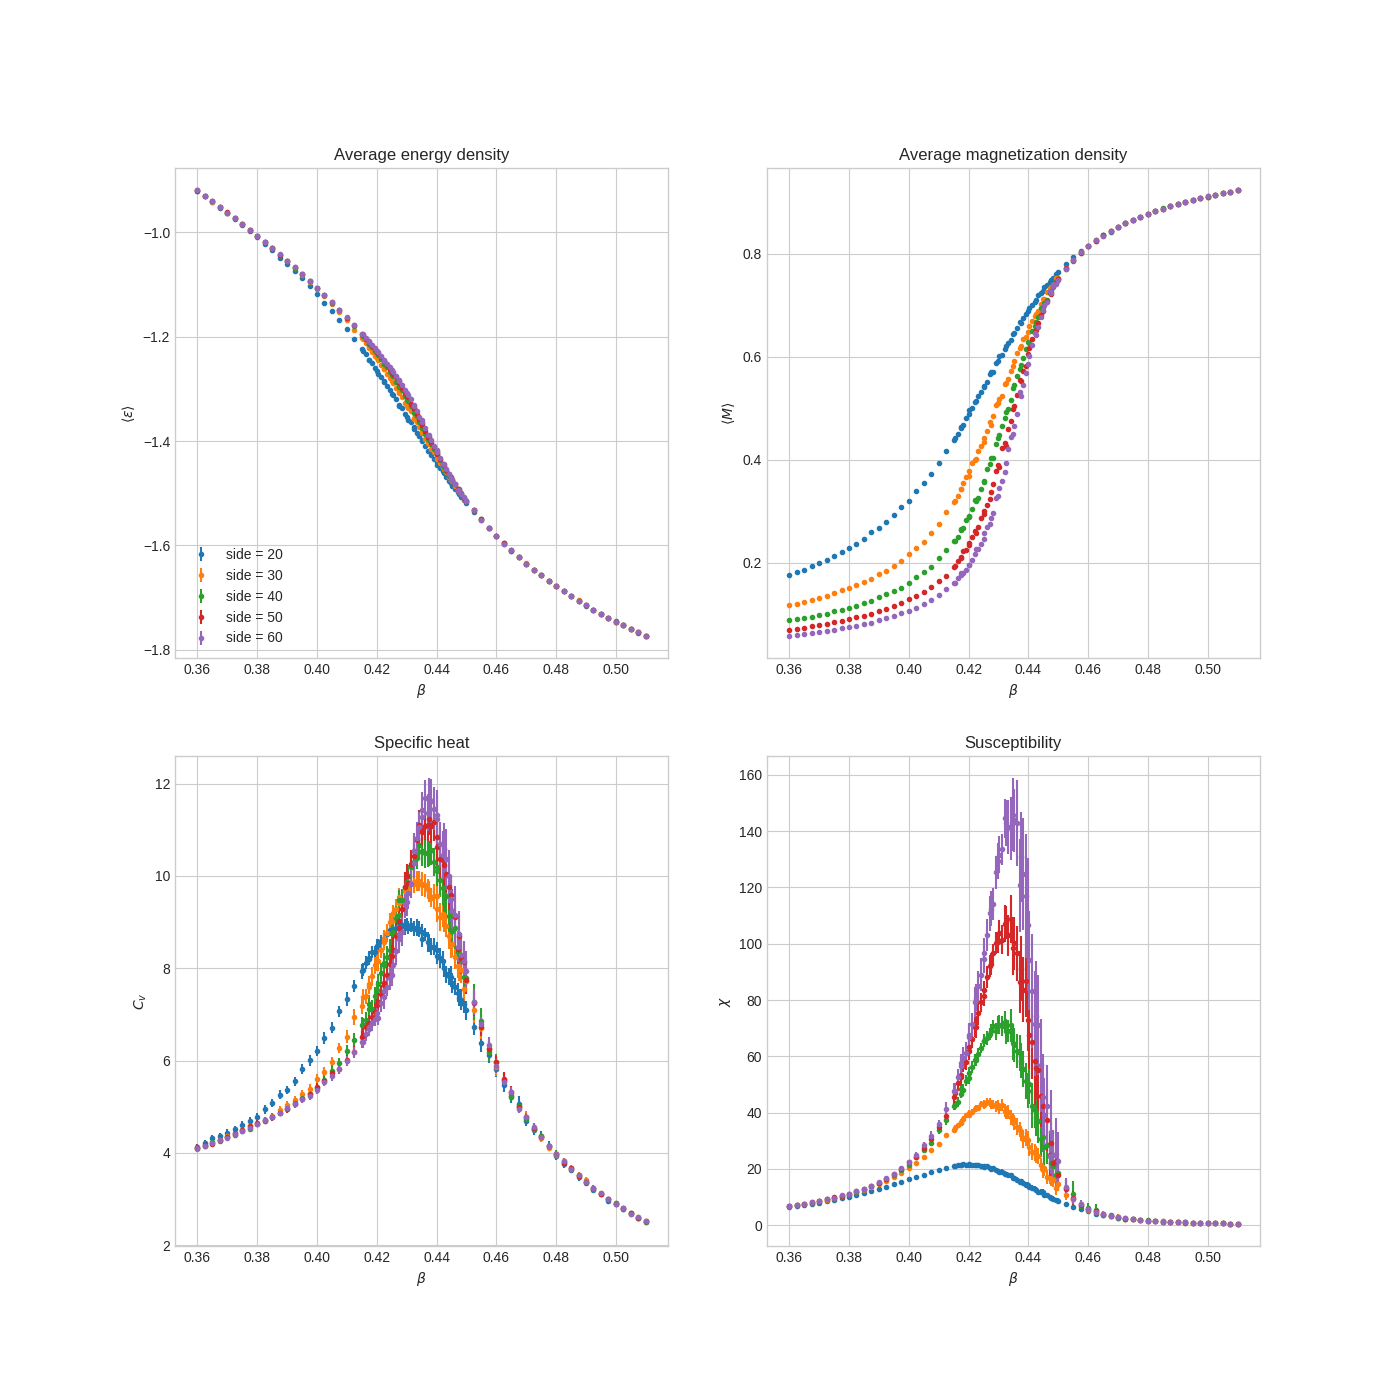 Average energy density
−1.0
−1.2
−1.4
−1.6
−1.8
⟨ε⟩
side = 20
side = 30
side = 40
side = 50
side = 60
0.36 0.38 0.40 0.42 0.44 0.46 0.48 0.50
β
Average magnetization density
0.8
0.6
0.4
0.2
⟨M⟩
0.36 0.38 0.40 0.42 0.44 0.46 0.48 0.50
β
Specific heat
12
10
8
6
4
2
C_v
0.36 0.38 0.40 0.42 0.44 0.46 0.48 0.50
β
Susceptibility
160
140
120
100
80
60
40
20
0
χ
0.36 0.38 0.40 0.42 0.44 0.46 0.48 0.50
β